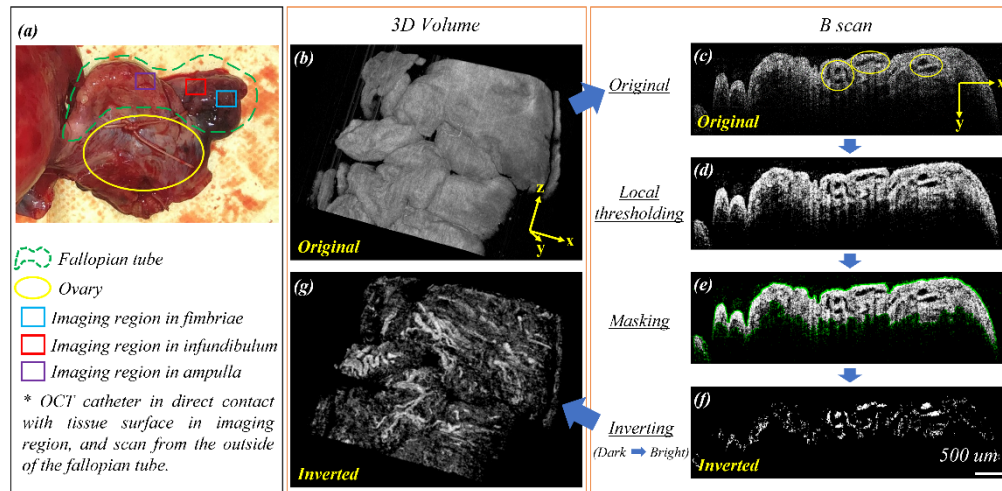 (a)
Fallopian tube
Ovary
Imaging region in fimbriae
Imaging region in infundibulum
Imaging region in ampulla
* OCT catheter in direct contact
with tissue surface in imaging
region, and scan from the outside
of the fallopian tube.
3D Volume
(b)
z
x
y
Original
(g)
Inverted
B scan
Original
Local
thresholding
Masking
Inverting
(Dark ➡ Bright)
(c)
x
y
Original
(d)
(e)
(f)
500 um
Inverted